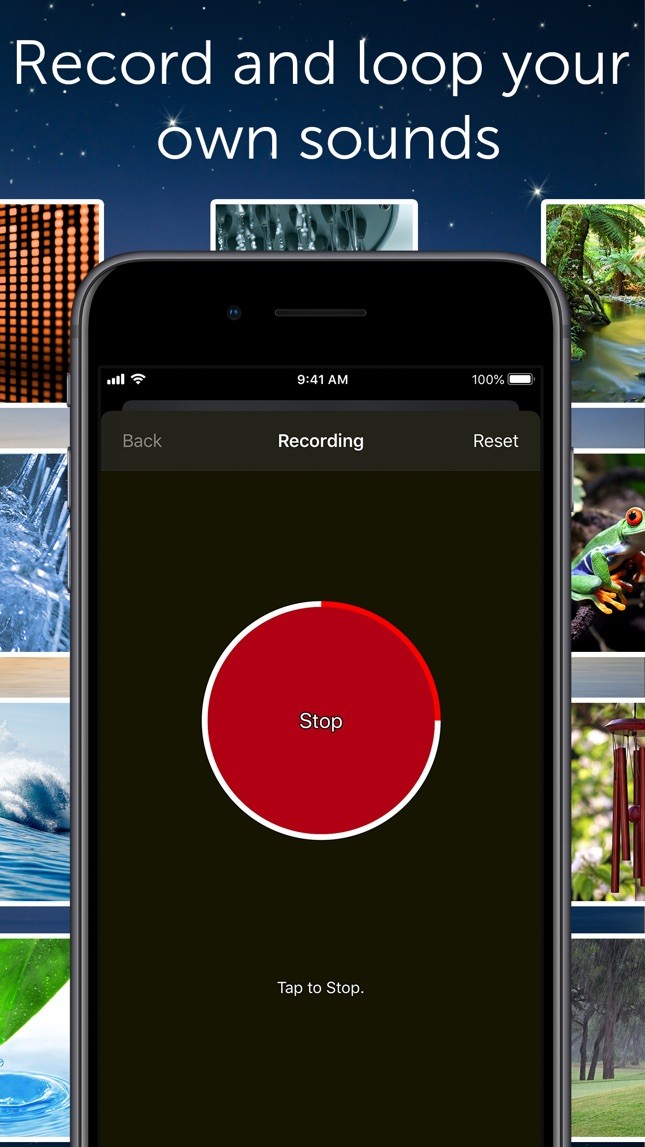 Record and loop your
own sounds
9:41 AM
100%
Back
Recording
Reset
Stop
Tap to Stop.